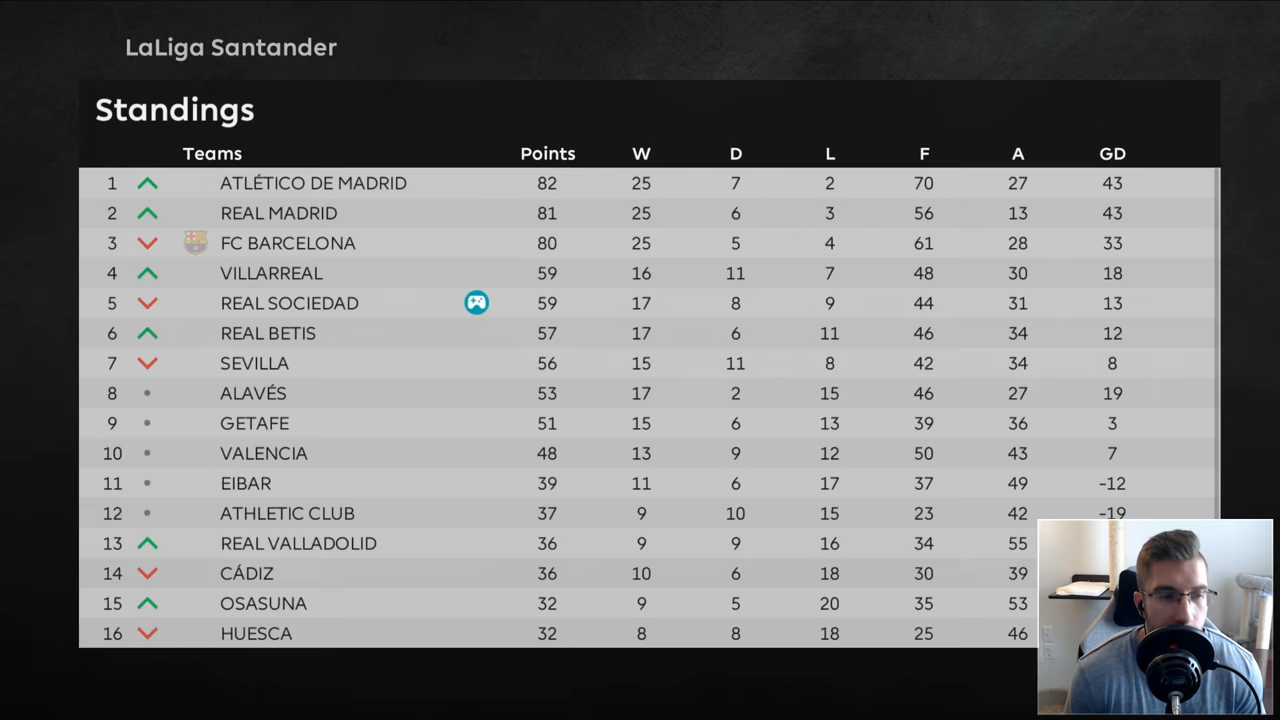 LaLiga Santander
Standings
Teams Points W D L F A GD
1 ATLÉTICO DE MADRID 82 25 7 2 70 27 43
2 REAL MADRID 81 25 6 3 56 13 43
3 FC BARCELONA 80 25 5 4 61 28 33
4 VILLARREAL 59 16 11 7 48 30 18
5 REAL SOCIEDAD 59 17 8 9 44 31 13
6 REAL BETIS 57 17 6 11 46 34 12
7 SEVILLA 56 15 11 8 42 34 8
8 ALAVÉS 53 17 2 15 46 27 19
9 GETAFE 51 15 6 13 39 36 3
10 VALENCIA 48 13 9 12 50 43 7
11 EIBAR 39 11 6 17 37 49 -12
12 ATHLETIC CLUB 37 9 10 15 23 42 -19
13 REAL VALLADOLID 36 9 9 16 34 55
14 CÁDIZ 36 10 6 18 30 39
15 OSASUNA 32 9 5 20 35 53
16 HUESCA 32 8 8 18 25 46